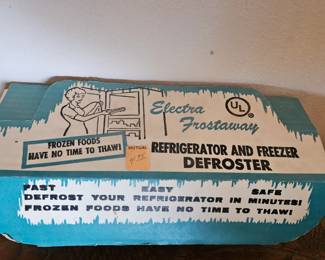 Electra
Frostaway
UL
FROZEN FOODS
HAVE NO TIME TO THAW!
REFRIGERATOR AND FREEZER
DEFROSTER
FAST EASY SAFE
DEFROST YOUR REFRIGERATOR IN MINUTES!
FROZEN FOODS HAVE NO TIME TO THAW!